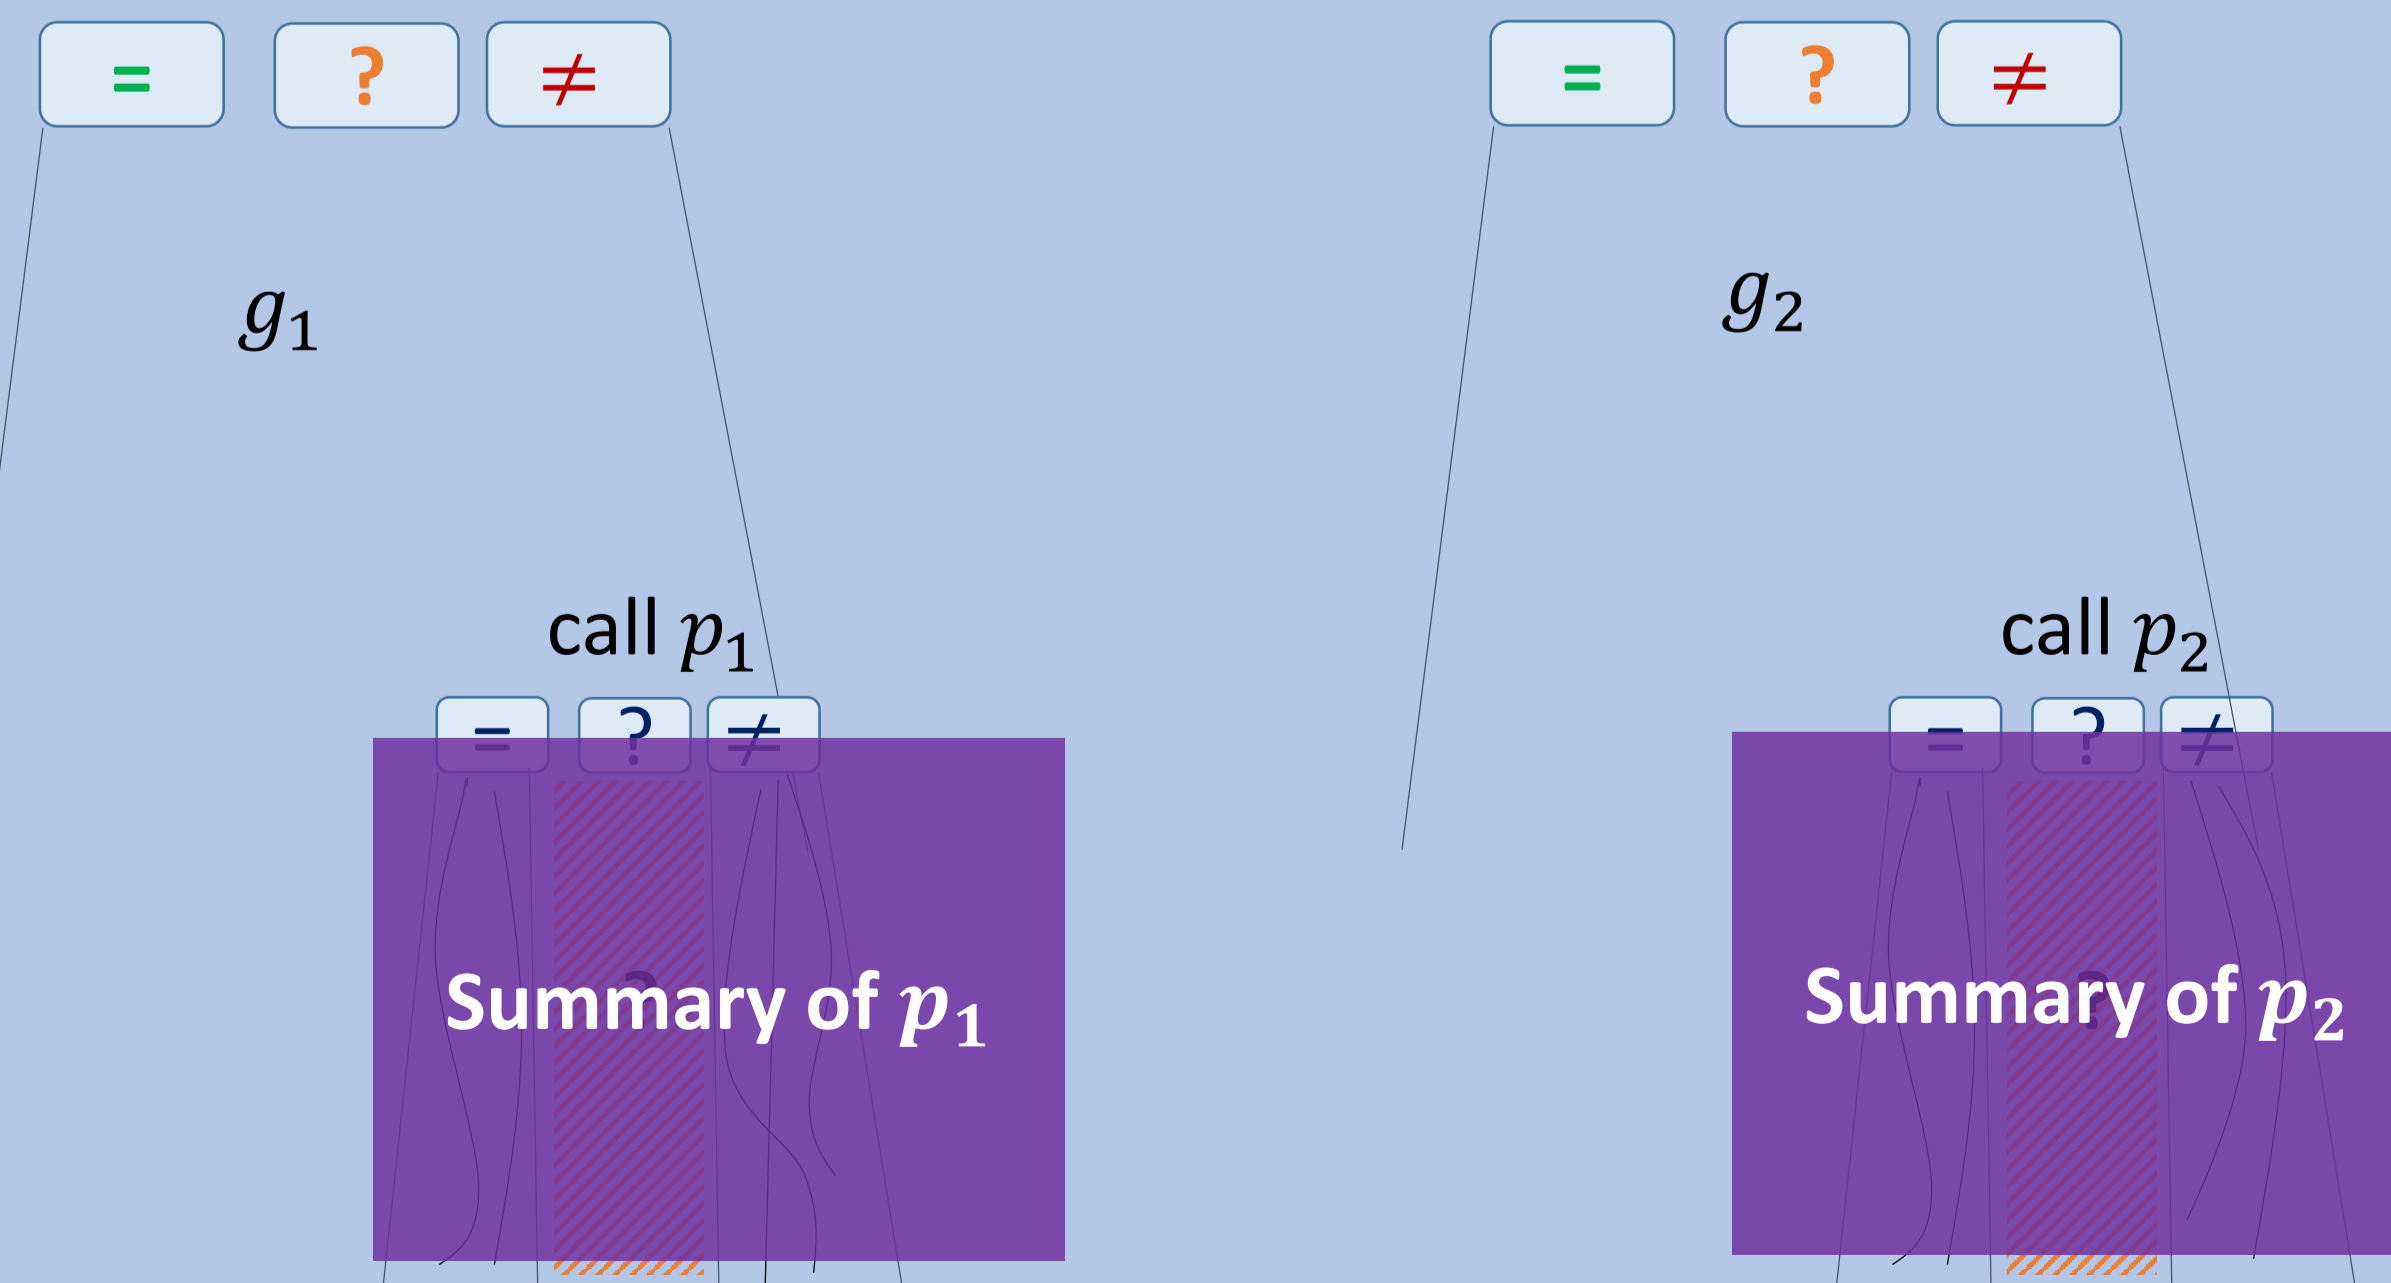 = ? ≠ = ? ≠
g₁ g₂
call p₁ call p₂
= ? ≠ = ? ≠
Summary of p₁ Summary of p₂
? ?